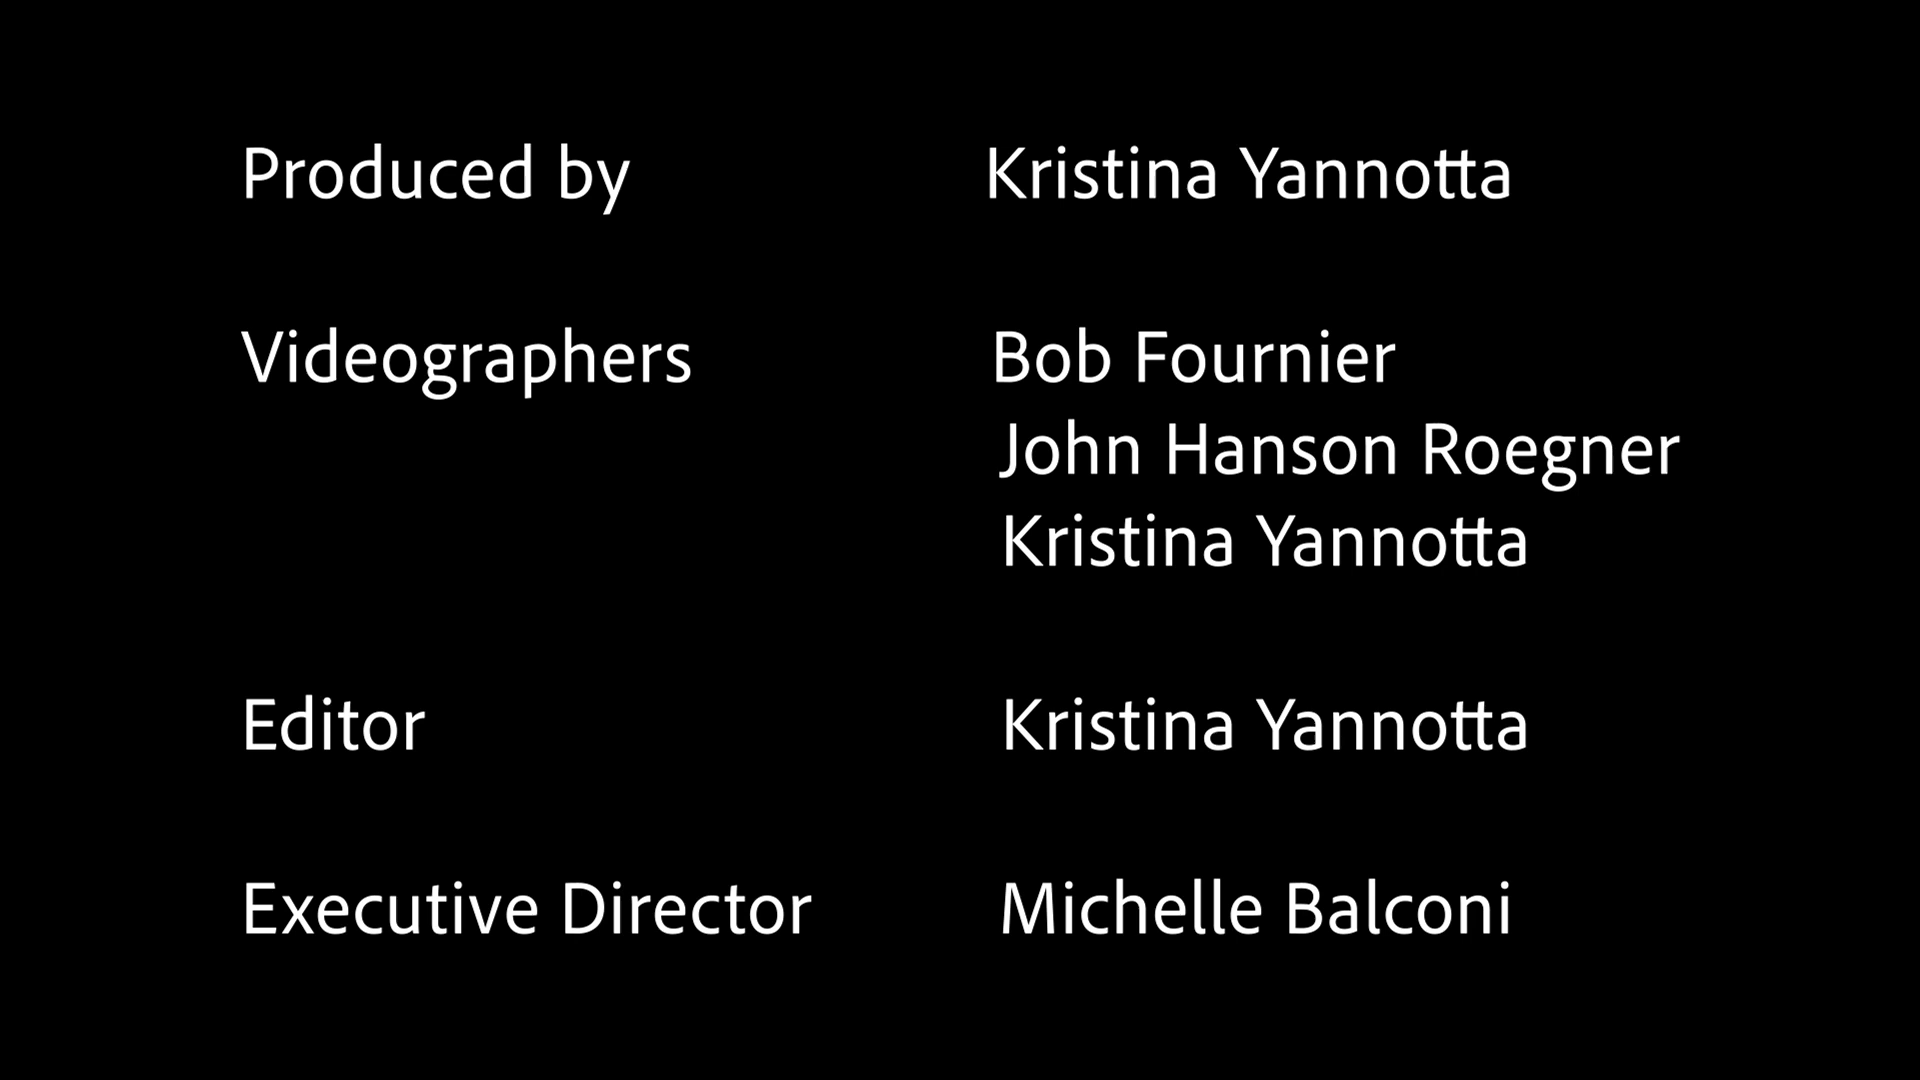 Produced by Kristina Yannotta
Videographers Bob Fournier
John Hanson Roegner
Kristina Yannotta
Editor Kristina Yannotta
Executive Director Michelle Balconi